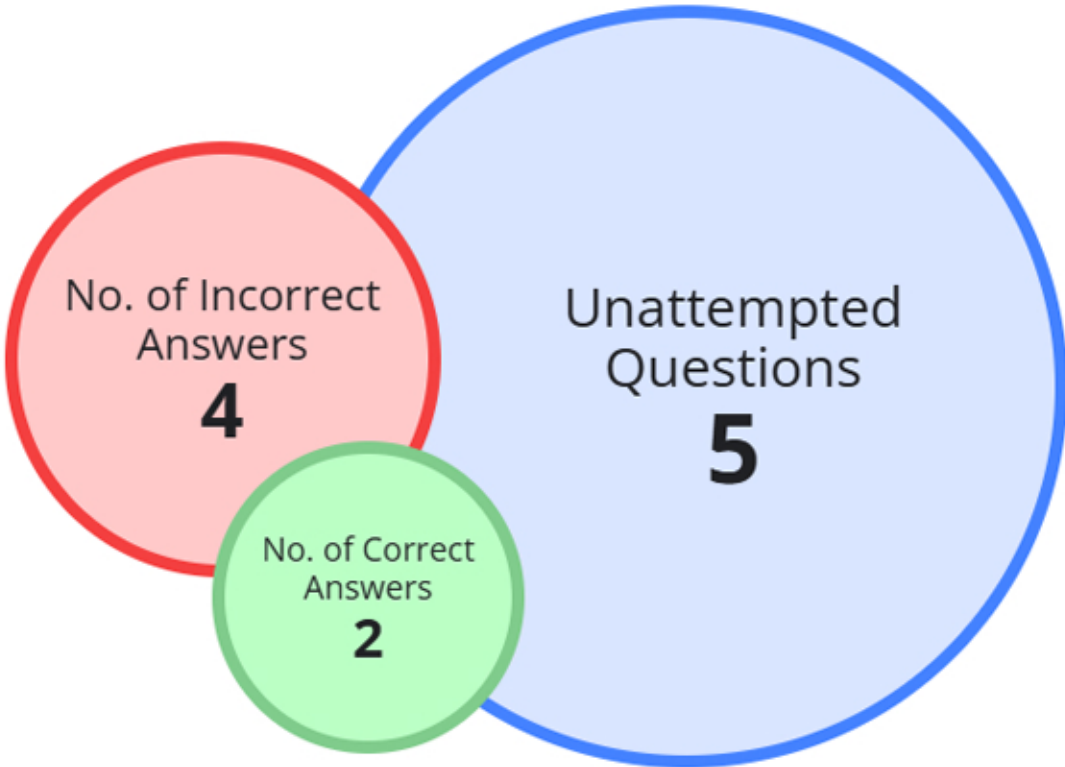 No. of Incorrect
Answers
4
Unattempted
Questions
5
No. of Correct
Answers
2